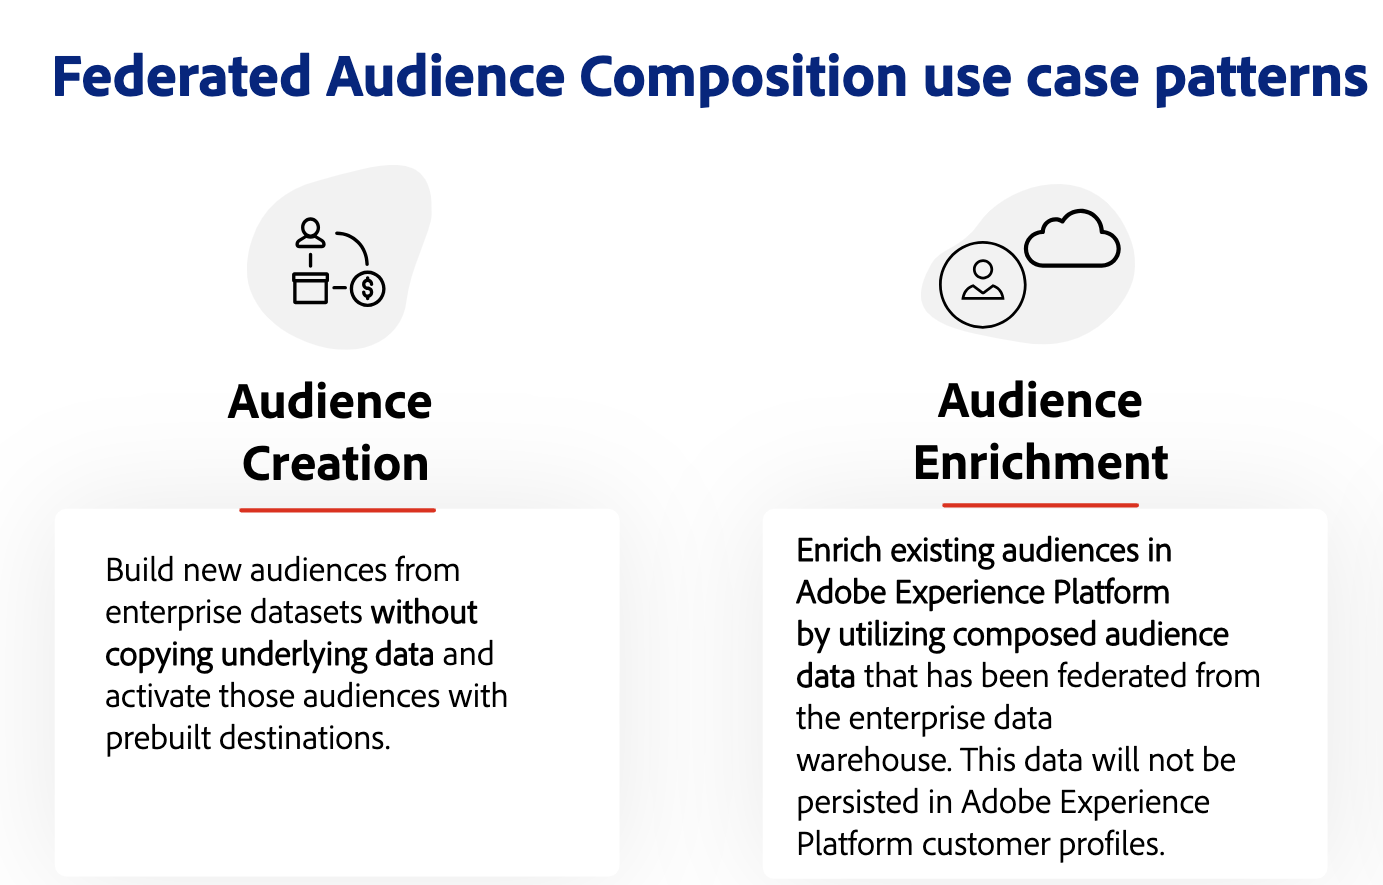 Federated Audience Composition use case patterns
$
Audience
Creation
Build new audiences from
enterprise datasets without
copying underlying data and
activate those audiences with
prebuilt destinations.
Audience
Enrichment
Enrich existing audiences in
Adobe Experience Platform
by utilizing composed audience
data that has been federated from
the enterprise data
warehouse. This data will not be
persisted in Adobe Experience
Platform customer profiles.